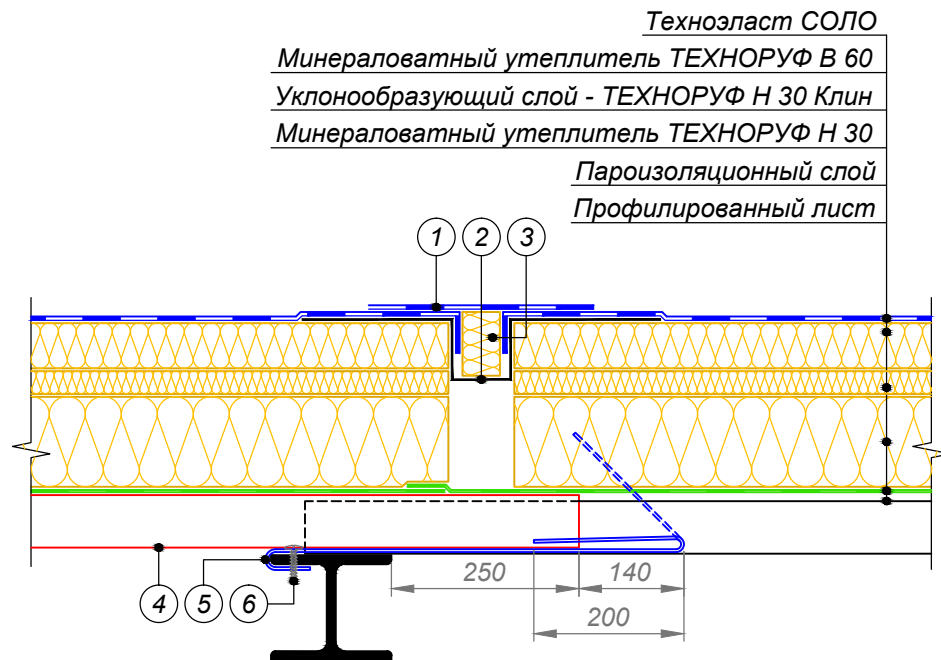 Техноэласт СОЛО
Минераловатный утеплитель ТЕХНОРУФ В 60
Уклонообразующий слой - ТЕХНОРУФ Н 30 Клин
Минераловатный утеплитель ТЕХНОРУФ Н 30
Пароизоляционный слой
Профилированный лист
1 2 3
4 5 6
250 140
200